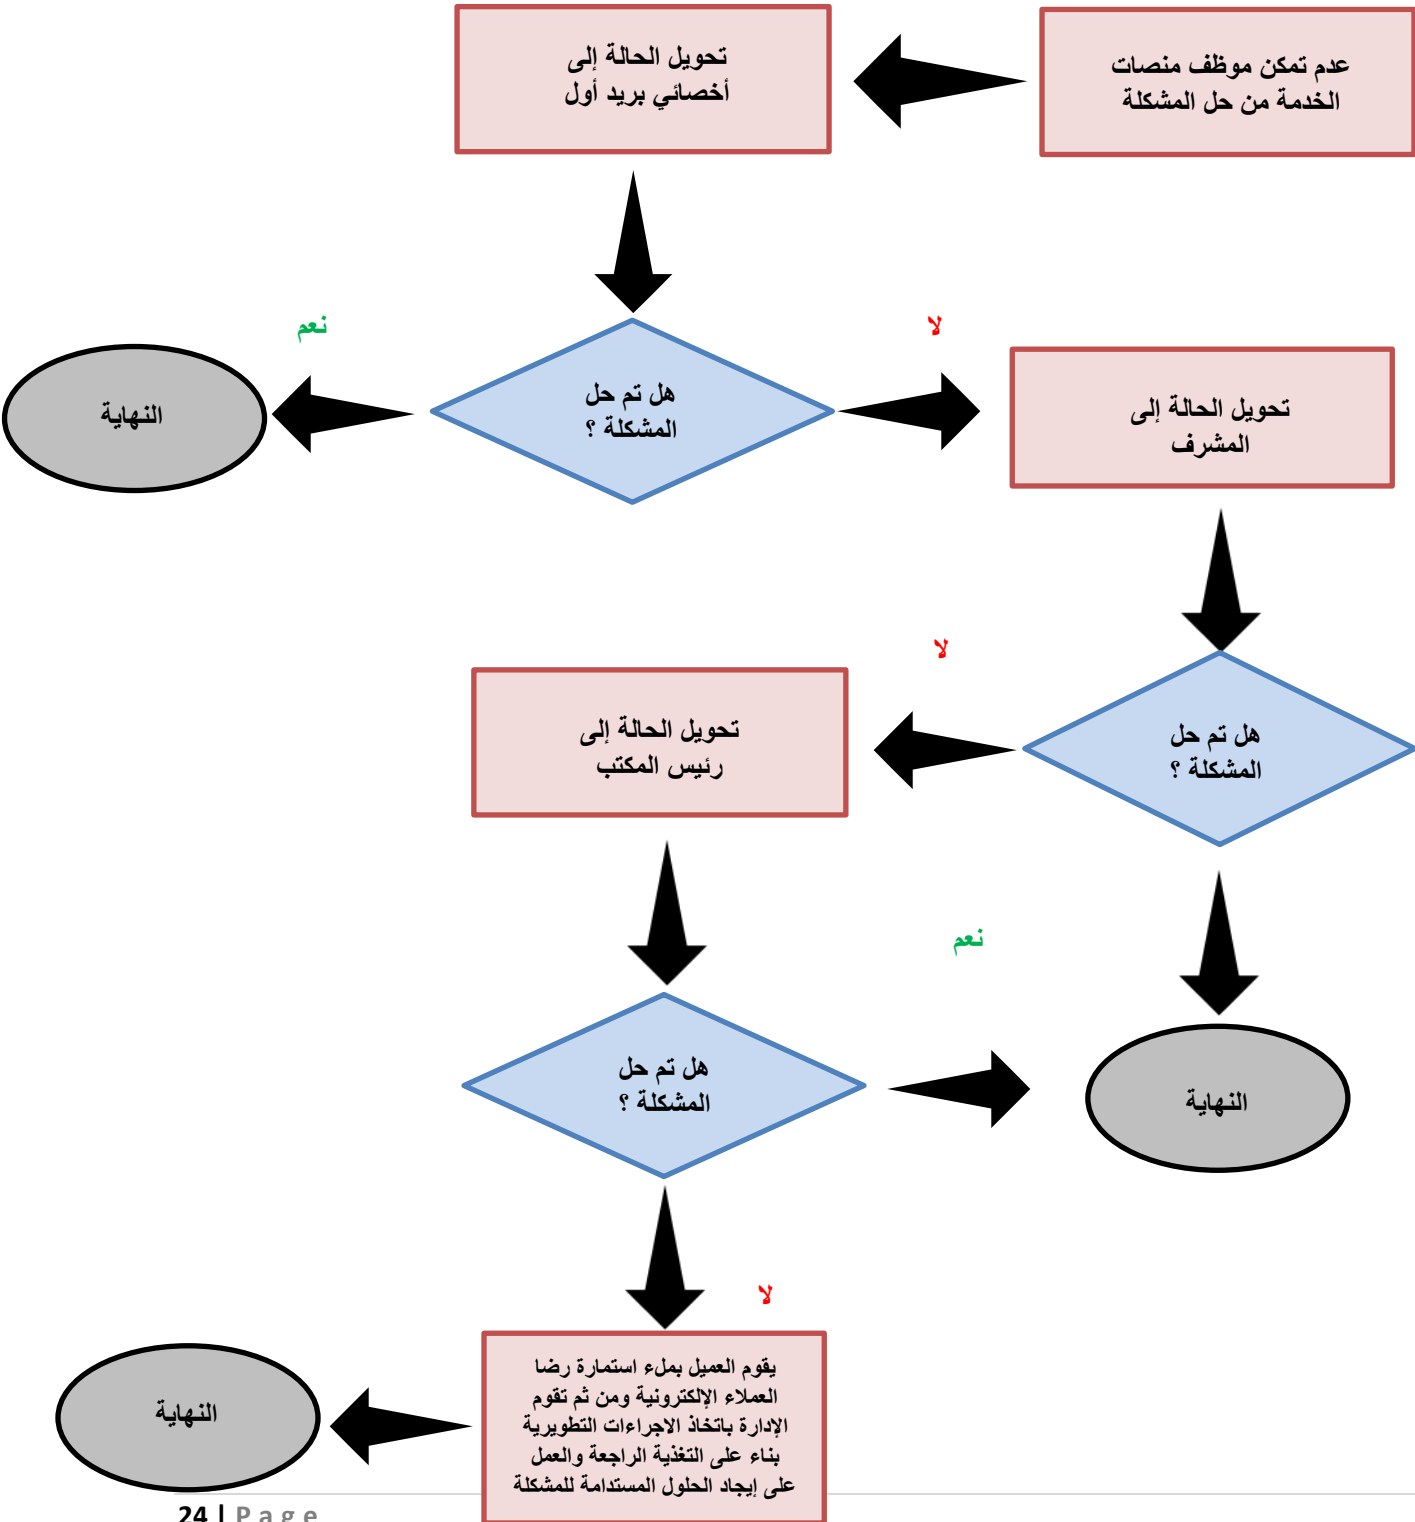 عدم تمكن موظف منصات
الخدمة من حل المشكلة
تحويل الحالة إلى
أخصائي بريد أول
هل تم حل
المشكلة ؟
نعم
النهاية
لا
تحويل الحالة إلى
المشرف
هل تم حل
المشكلة ؟
لا
تحويل الحالة إلى
رئيس المكتب
نعم
النهاية
هل تم حل
المشكلة ؟
لا
يقوم العميل بملء استمارة رضا
العملاء الإلكترونية ومن ثم تقوم
الإدارة باتخاذ الاجراءات التطويرية
بناء على التغذية الراجعة والعمل
على إيجاد الحلول المستدامة للمشكلة
النهاية
24 | Page